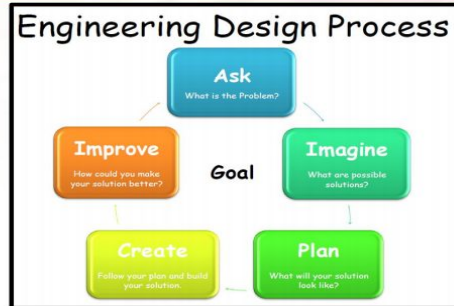 Engineering Design Process
Ask
What is the Problem?
Imagine
What are possible
solutions?
Plan
What will your solution
look like?
Create
Follow your plan and build
your solution.
Improve
How could you make
your solution better?
Goal